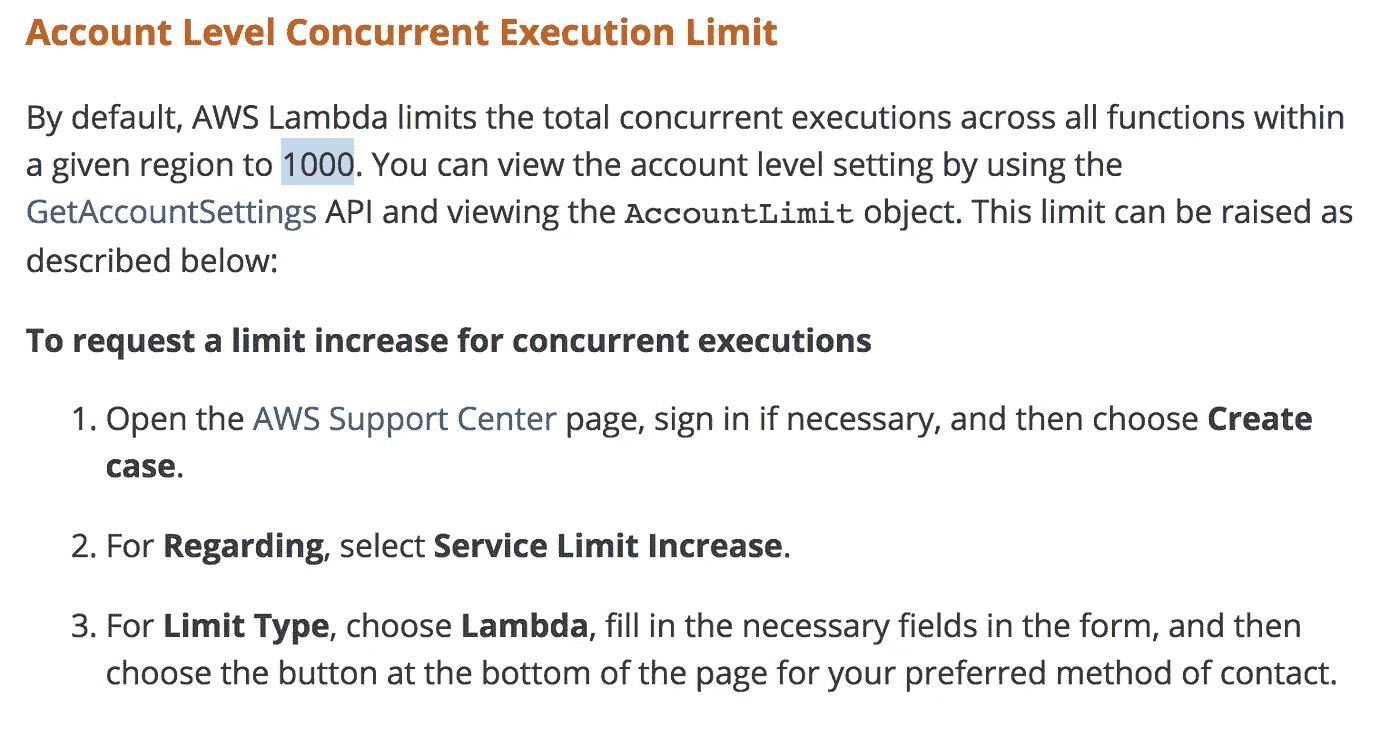 Account Level Concurrent Execution Limit
By default, AWS Lambda limits the total concurrent executions across all functions within
a given region to 1000. You can view the account level setting by using the
GetAccountSettings API and viewing the AccountLimit object. This limit can be raised as
described below:
To request a limit increase for concurrent executions
1. Open the AWS Support Center page, sign in if necessary, and then choose Create
case.
2. For Regarding, select Service Limit Increase.
3. For Limit Type, choose Lambda, fill in the necessary fields in the form, and then
choose the button at the bottom of the page for your preferred method of contact.